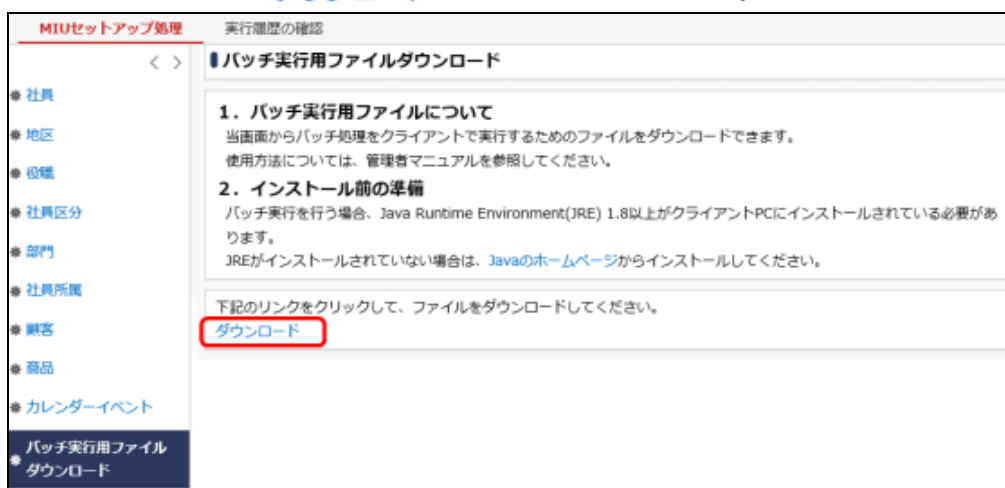 MIUセットアップ処理
実行履歴の確認
< >
バッチ実行用ファイルダウンロード
社員
地区
役職
社員区分
部門
社員所属
顧客
商品
カレンダーイベント
バッチ実行用ファイル
ダウンロード
1. バッチ実行用ファイルについて
当画面からバッチ処理をクライアントで実行するためのファイルをダウンロードできます。
使用方法については、管理者マニュアルを参照してください。
2. インストール前の準備
バッチ実行を行う場合、Java Runtime Environment(JRE) 1.8以上がクライアントPCにインストールされている必要があ
ります。
JREがインストールされていない場合は、Javaのホームページからインストールしてください。
下記のリンクをクリックして、ファイルをダウンロードしてください。
ダウンロード